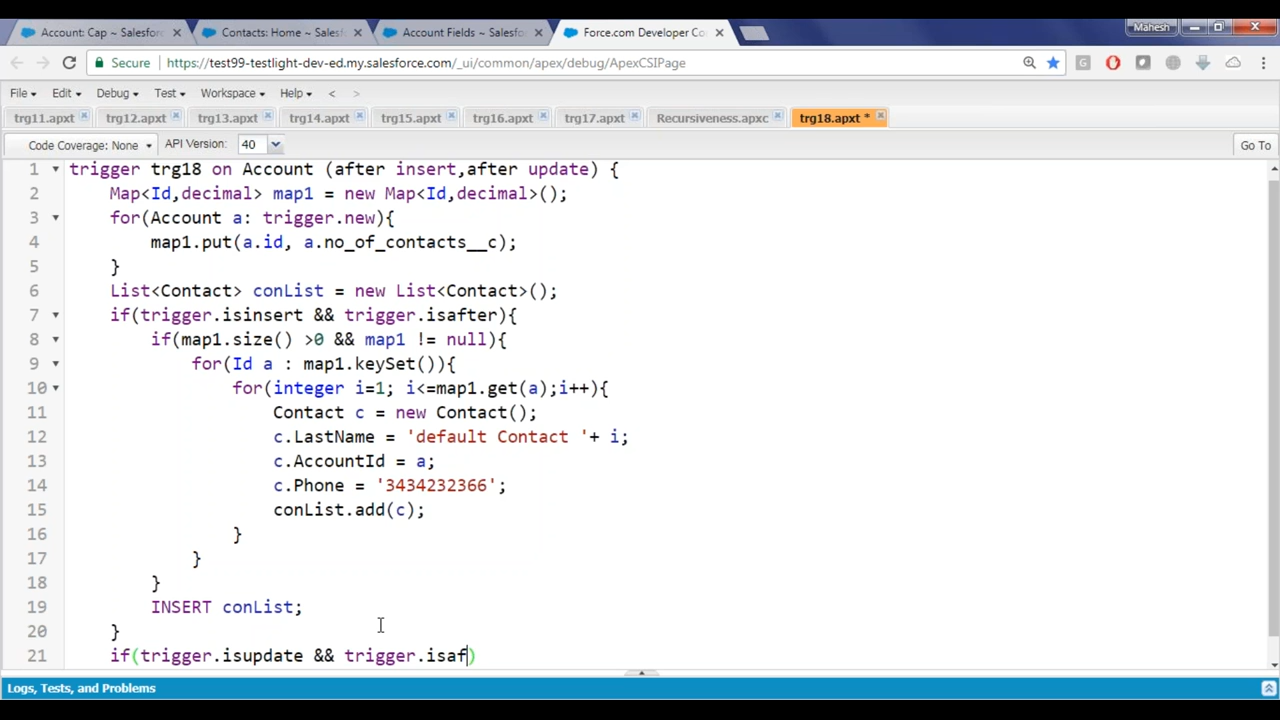 Account: Cap ~ Salesforc
Contacts: Home ~ Salesf
Account Fields ~ Salesfo
Force.com Developer Co
Mahesh
Secure
https://test99-testlight-dev-ed.my.salesforce.com/_ui/common/apex/debug/ApexCSIPage
File
Edit
Debug
Test
Workspace
Help
<
>
trg11.apxt
trg12.apxt
trg13.apxt
trg14.apxt
trg15.apxt
trg16.apxt
trg17.apxt
Recursiveness.apxc
trg18.apxt *
Code Coverage: None
API Version:
40
Go To
1 trigger trg18 on Account (after insert,after update) {
2 Map<Id,decimal> map1 = new Map<Id,decimal>();
3 for(Account a: trigger.new){
4 map1.put(a.id, a.no_of_contacts__c);
5 }
6 List<Contact> conList = new List<Contact>();
7 if(trigger.isinsert && trigger.isafter){
8 if(map1.size() >0 && map1 != null){
9 for(Id a : map1.keySet()){
10 for(integer i=1; i<=map1.get(a);i++){
11 Contact c = new Contact();
12 c.LastName = 'default Contact '+ i;
13 c.AccountId = a;
14 c.Phone = '3434232366';
15 conList.add(c);
16 }
17 }
18 }
19 INSERT conList;
20 }
21 if(trigger.isupdate && trigger.isaf)
Logs, Tests, and Problems